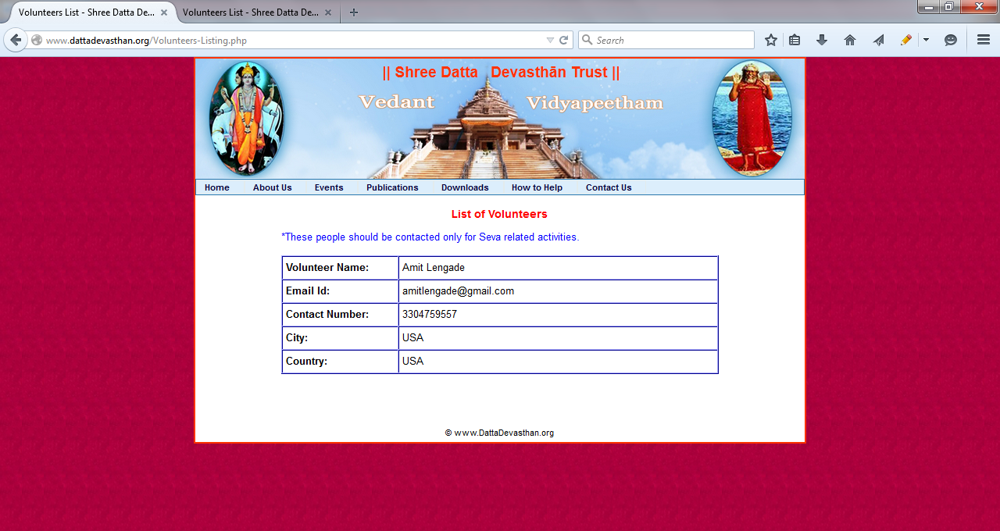 Volunteers List - Shree Datta De...
Volunteers List - Shree Datta De...
www.dattadevasthan.org/Volunteers-Listing.php
Search
|| Shree Datta Devasthān Trust ||
Vedant Vidyapeetham
Home About Us Events Publications Downloads How to Help Contact Us
List of Volunteers
*These people should be contacted only for Seva related activities.
Volunteer Name: Amit Lengade
Email Id: amitlengade@gmail.com
Contact Number: 3304759557
City: USA
Country: USA
© www.DattaDevasthan.org